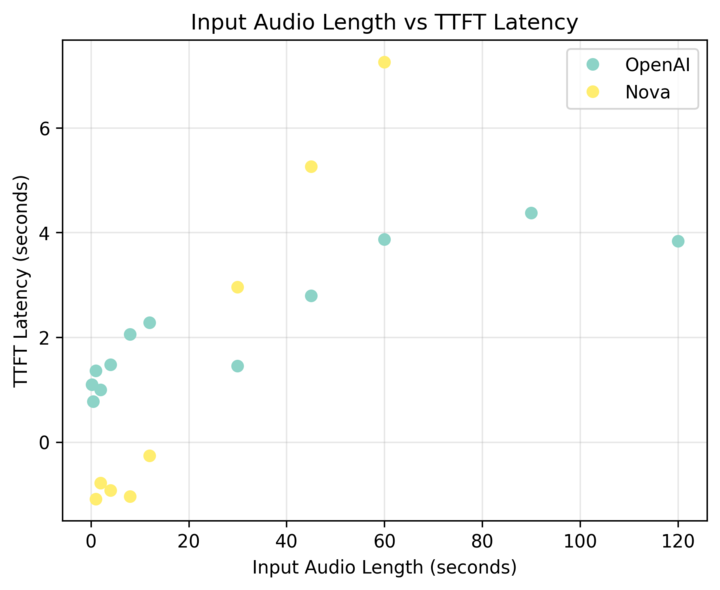 Input Audio Length vs TTFT Latency
OpenAI
Nova
TTFT Latency (seconds)
6
4
2
0
0 20 40 60 80 100 120
Input Audio Length (seconds)